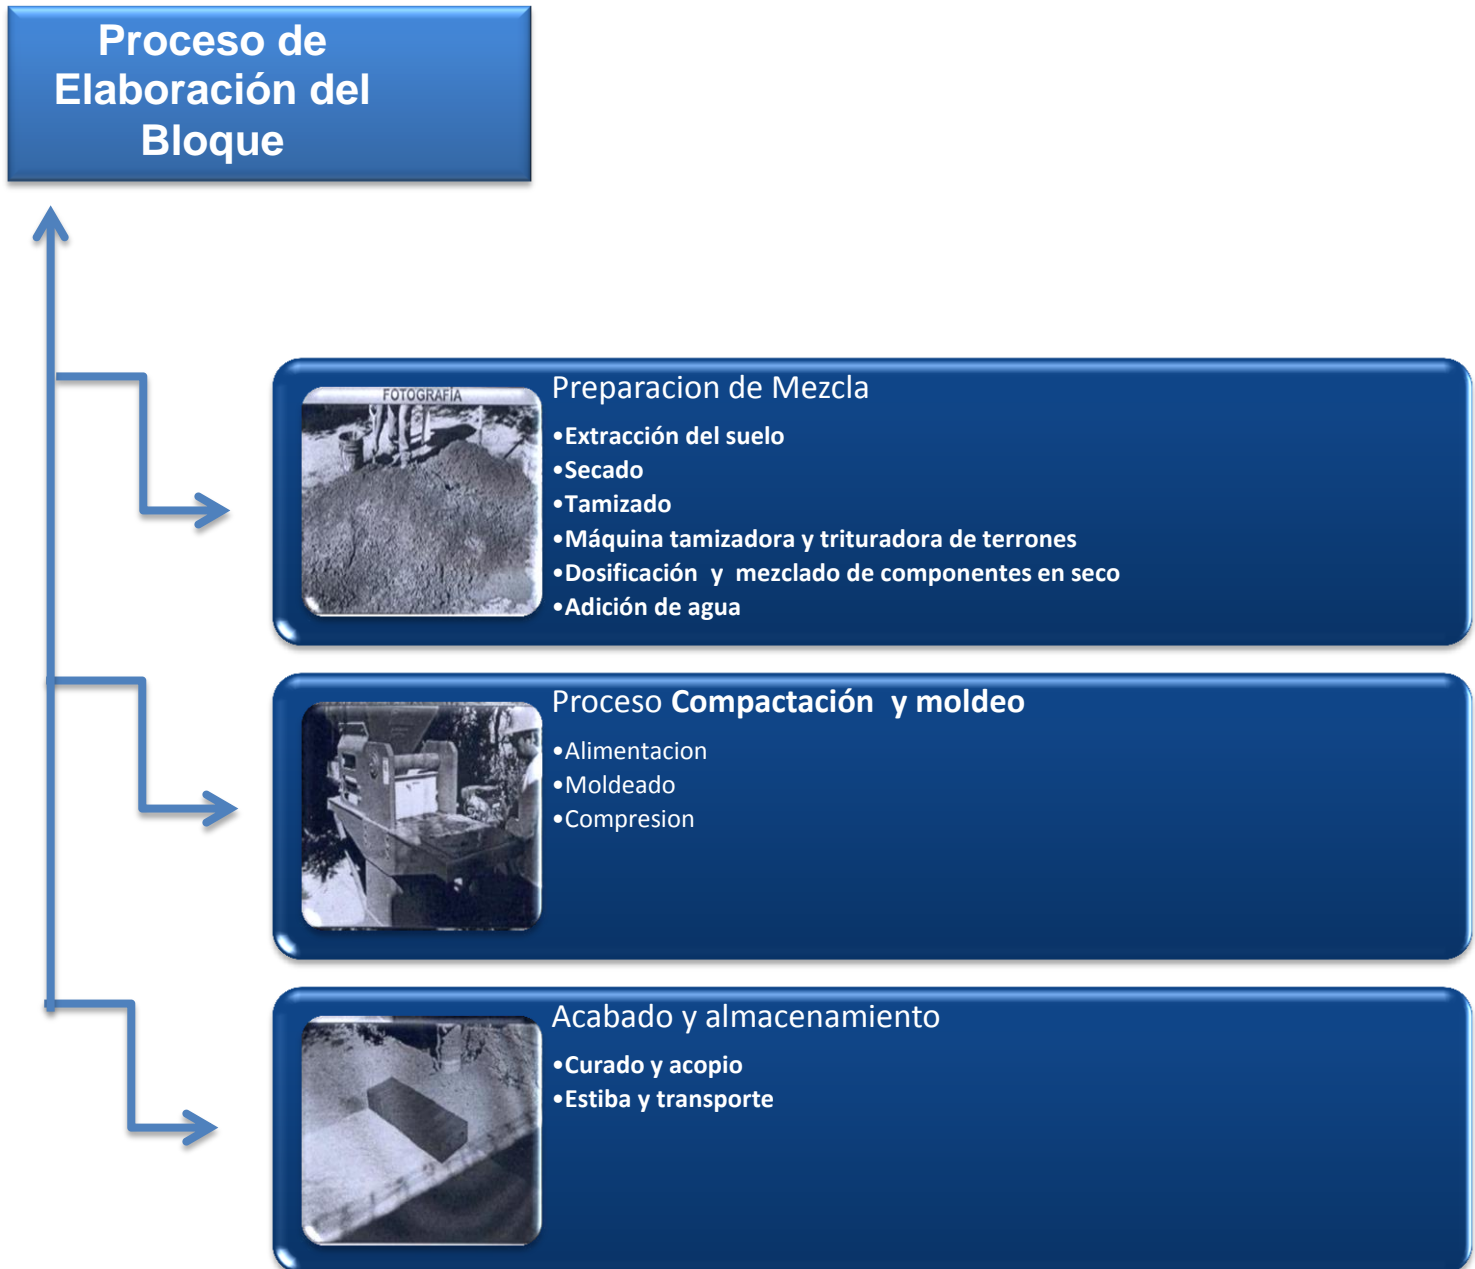 Proceso de
Elaboración del
Bloque
FOTOGRAFÍA
Preparacion de Mezcla
•Extracción del suelo
•Secado
•Tamizado
•Máquina tamizadora y trituradora de terrones
•Dosificación  y  mezclado de componentes en seco
•Adición de agua
Proceso Compactación  y moldeo
•Alimentacion
•Moldeado
•Compresion
Acabado y almacenamiento
•Curado y acopio
•Estiba y transporte